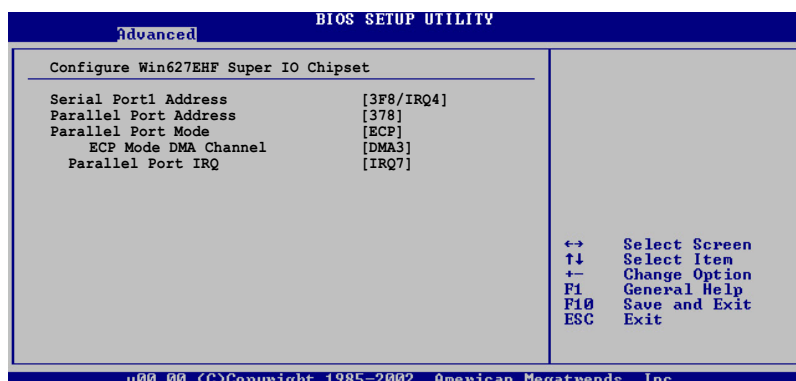 BIOS SETUP UTILITY
Advanced
Configure Win627EHF Super IO Chipset
Serial Port1 Address [3F8/IRQ4]
Parallel Port Address [378]
Parallel Port Mode [ECP]
ECP Mode DMA Channel [DMA3]
Parallel Port IRQ [IRQ7]
←→ Select Screen
↑↓ Select Item
+- Change Option
F1 General Help
F10 Save and Exit
ESC Exit
v00.00 (C)Copyright 1985-2002, American Megatrends, Inc.